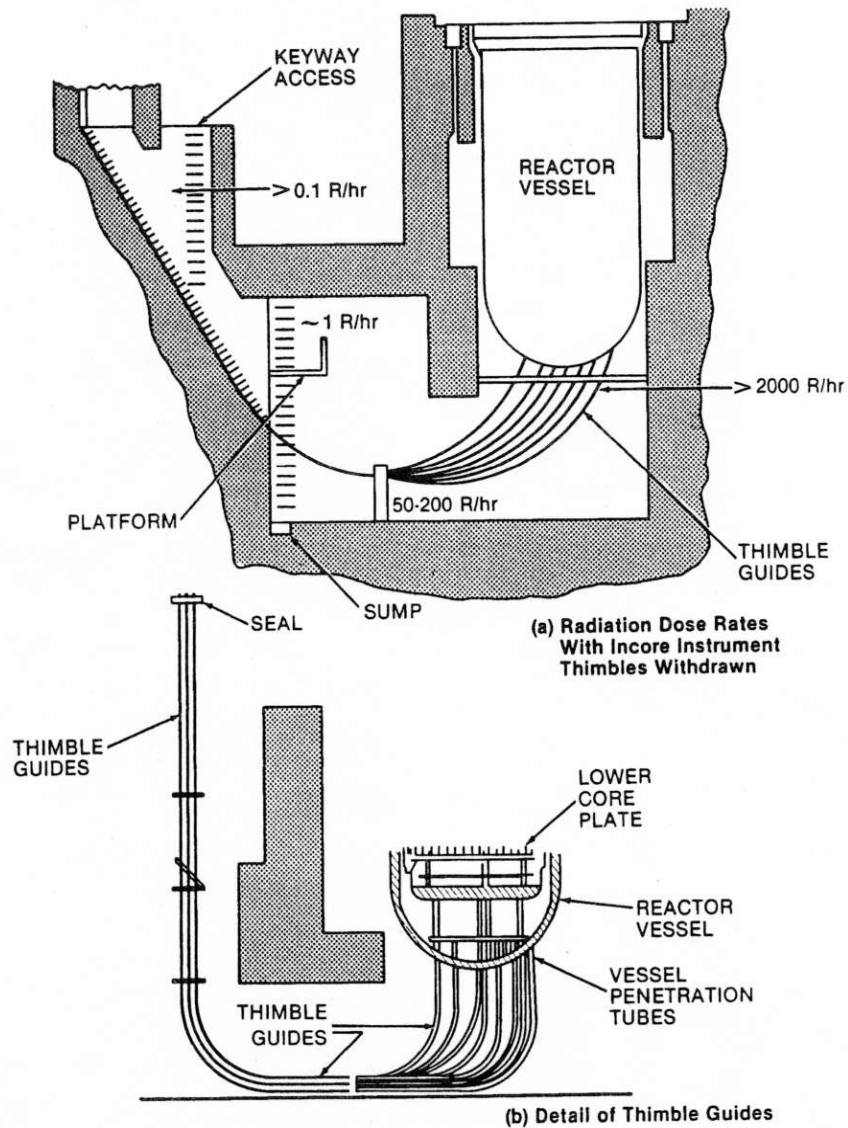 KEYWAY
ACCESS
> 0.1 R/hr
REACTOR
VESSEL
~ 1 R/hr
> 2000 R/hr
50-200 R/hr
PLATFORM
THIMBLE
GUIDES
SUMP
(a) Radiation Dose Rates
With Incore Instrument
Thimbles Withdrawn
SEAL
THIMBLE
GUIDES
LOWER
CORE
PLATE
REACTOR
VESSEL
VESSEL
PENETRATION
TUBES
THIMBLE
GUIDES
(b) Detail of Thimble Guides